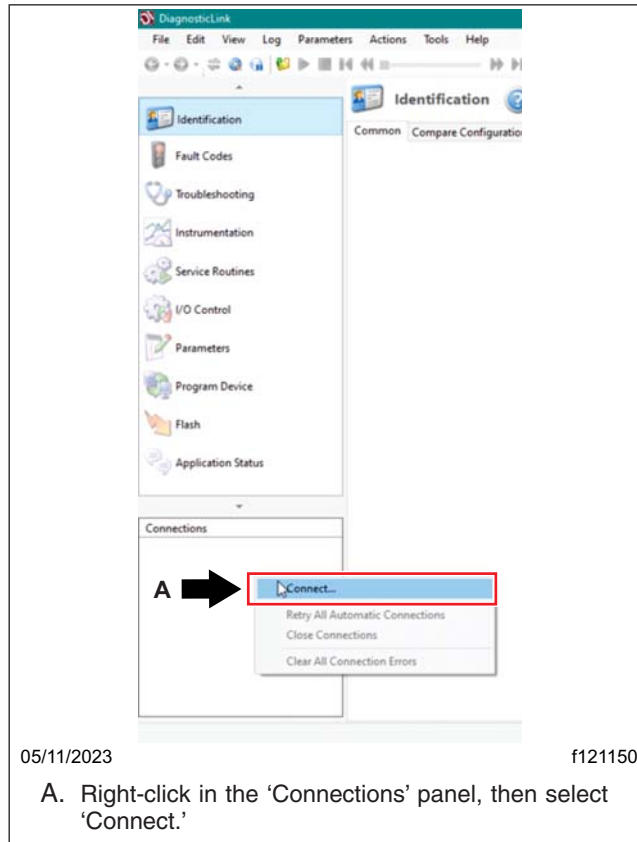 DiagnosticLink
File Edit View Log Parameters Actions Tools Help
Identification
Common Compare Configuratio
Identification
Fault Codes
Troubleshooting
Instrumentation
Service Routines
I/O Control
Parameters
Program Device
Flash
Application Status
Connections
A
Connect...
Retry All Automatic Connections
Close Connections
Clear All Connection Errors
05/11/2023 f121150
A. Right-click in the ‘Connections’ panel, then select
‘Connect.’